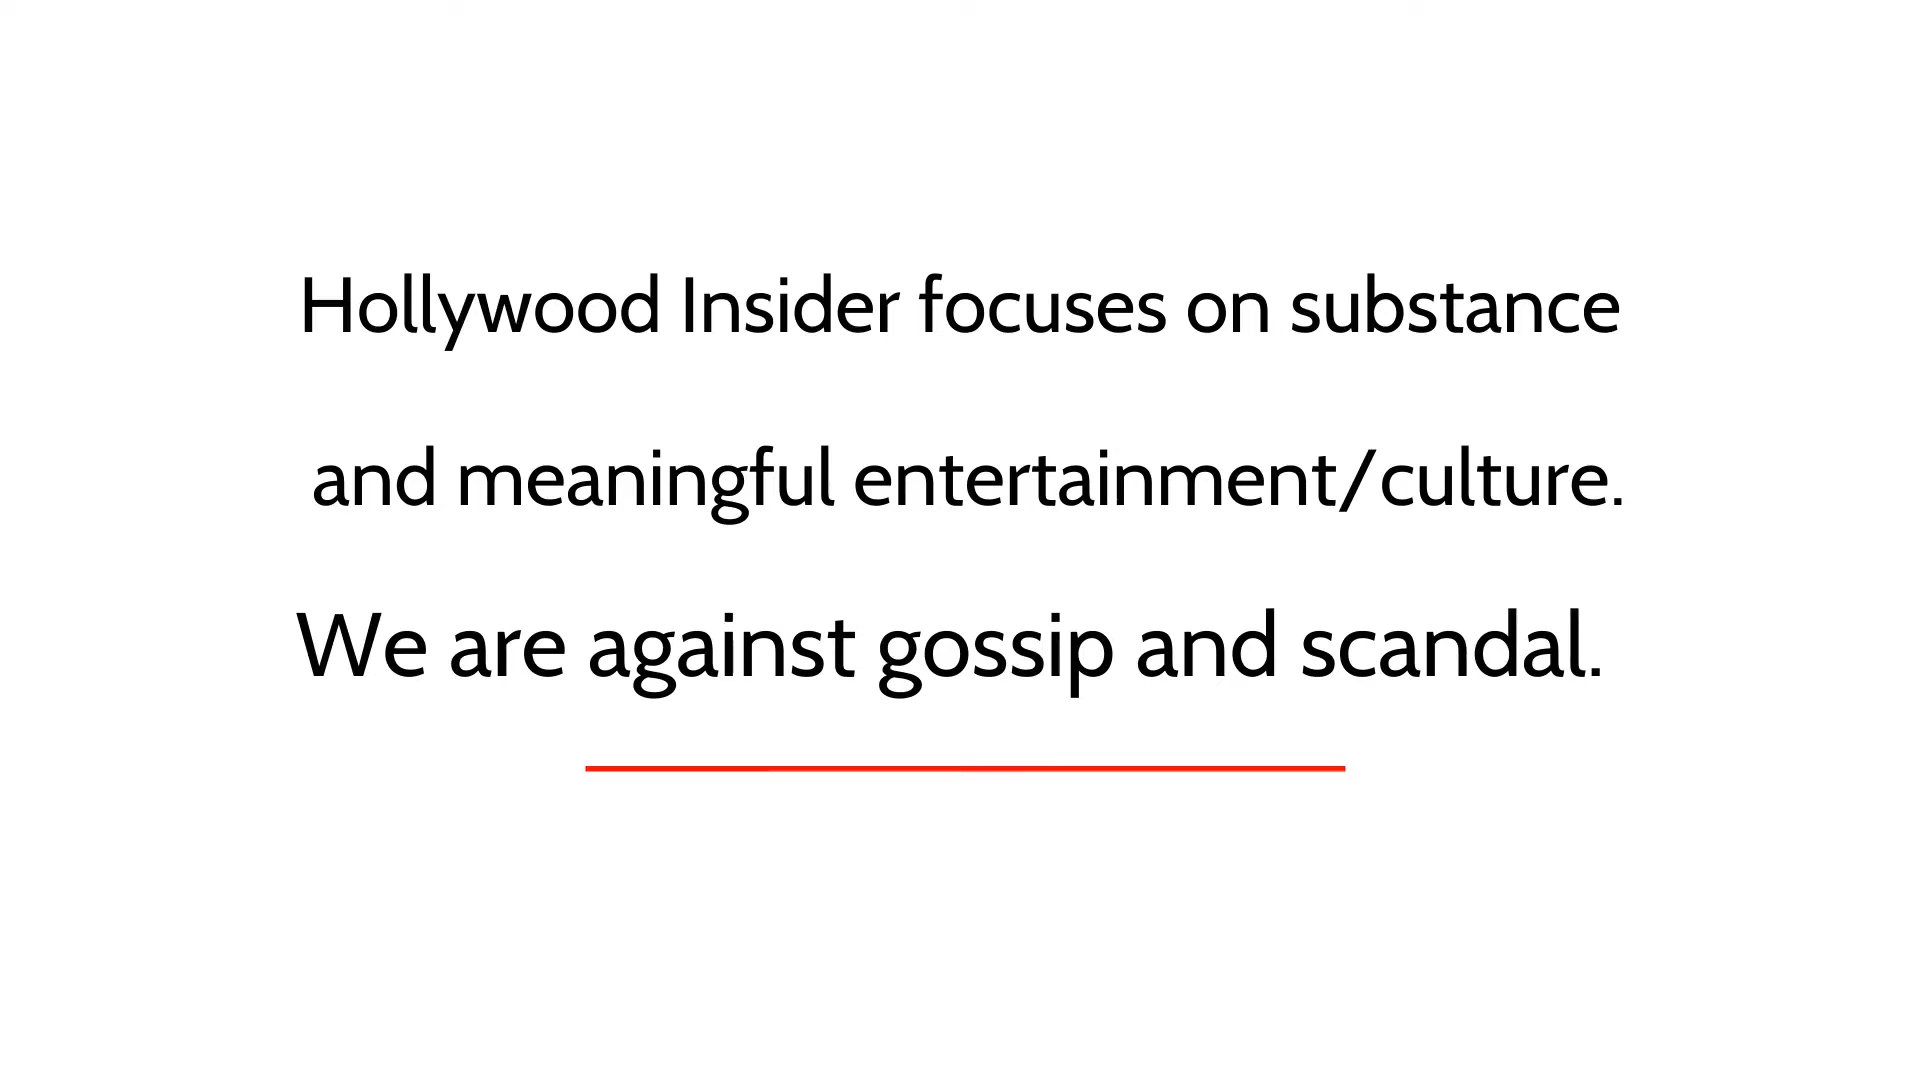 Hollywood Insider focuses on substance
and meaningful entertainment/culture.
We are against gossip and scandal.